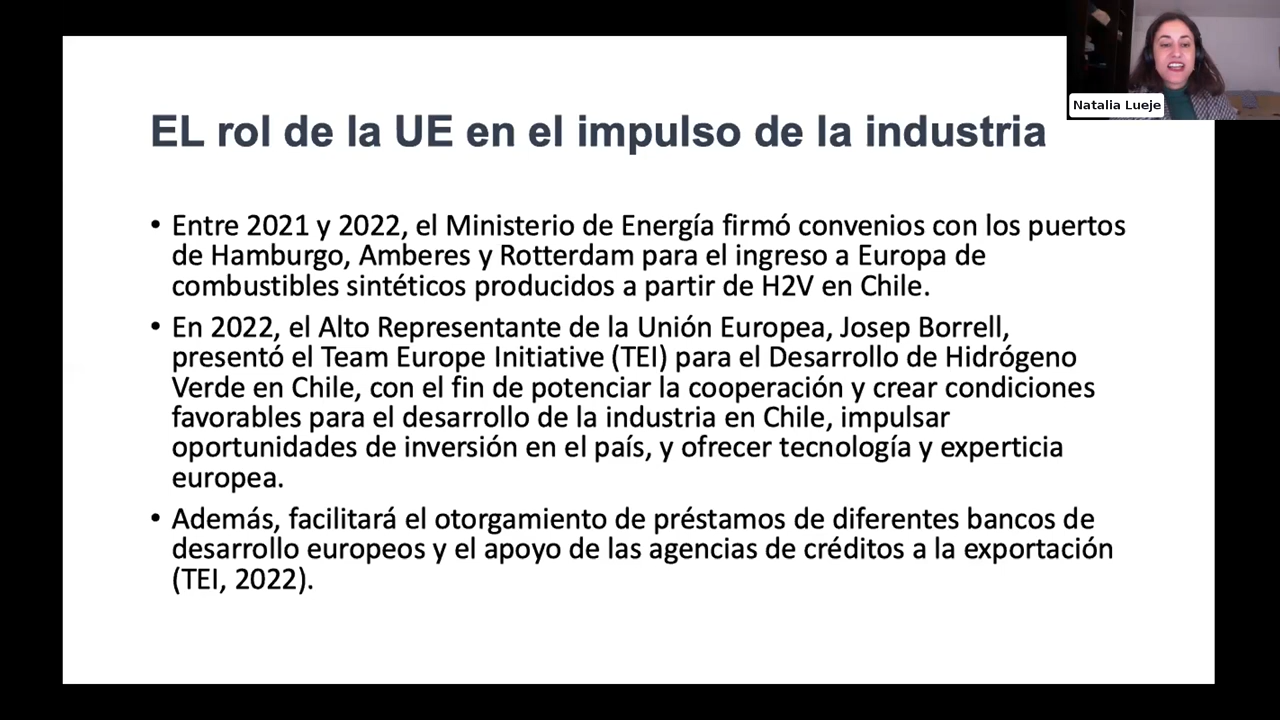 Natalia Lueje
EL rol de la UE en el impulso de la industria
• Entre 2021 y 2022, el Ministerio de Energía firmó convenios con los puertos
de Hamburgo, Amberes y Rotterdam para el ingreso a Europa de
combustibles sintéticos producidos a partir de H2V en Chile.
• En 2022, el Alto Representante de la Unión Europea, Josep Borrell,
presentó el Team Europe Initiative (TEI) para el Desarrollo de Hidrógeno
Verde en Chile, con el fin de potenciar la cooperación y crear condiciones
favorables para el desarrollo de la industria en Chile, impulsar
oportunidades de inversión en el país, y ofrecer tecnología y experticia
europea.
• Además, facilitará el otorgamiento de préstamos de diferentes bancos de
desarrollo europeos y el apoyo de las agencias de créditos a la exportación
(TEI, 2022).